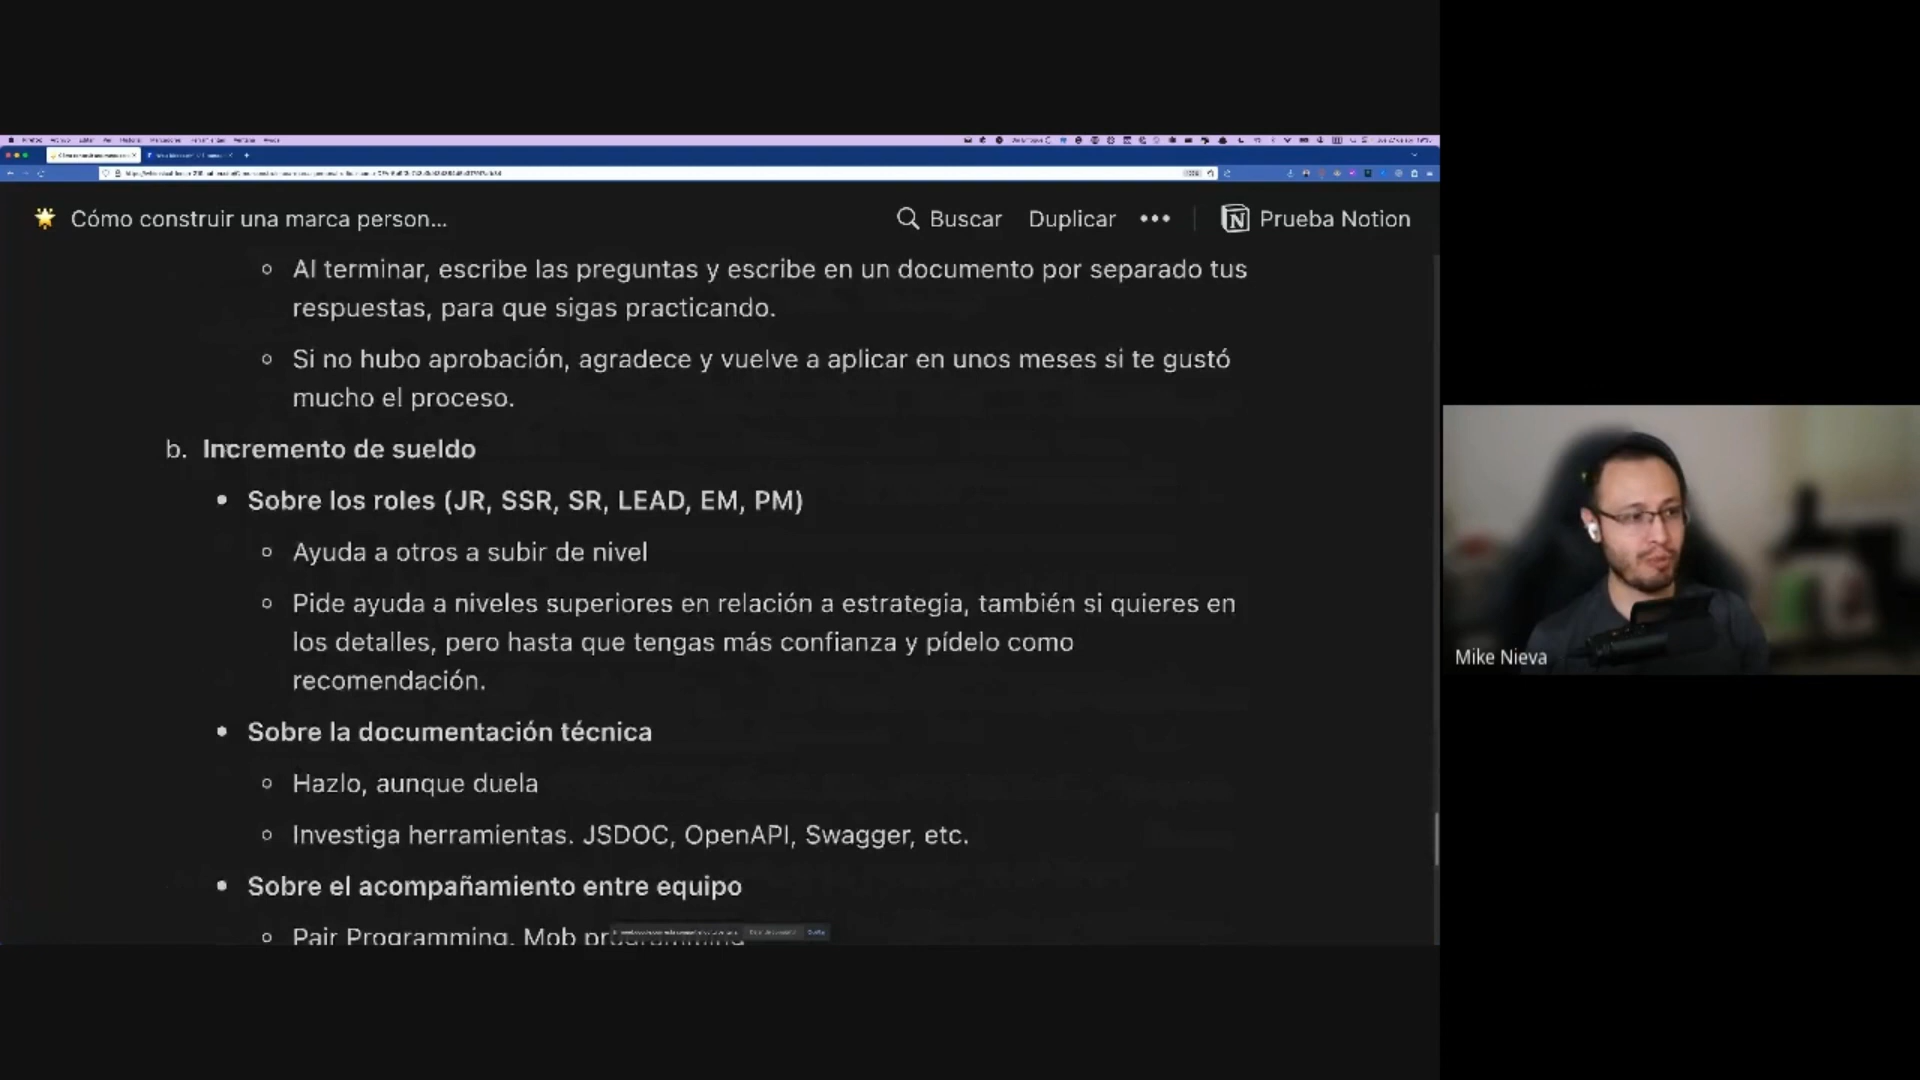 Cómo construir una marca person...
Buscar
Duplicar
Prueba Notion
Al terminar, escribe las preguntas y escribe en un documento por separado tus
respuestas, para que sigas practicando.
Si no hubo aprobación, agradece y vuelve a aplicar en unos meses si te gustó
mucho el proceso.
b. Incremento de sueldo
Sobre los roles (JR, SSR, SR, LEAD, EM, PM)
Ayuda a otros a subir de nivel
Pide ayuda a niveles superiores en relación a estrategia, también si quieres en
los detalles, pero hasta que tengas más confianza y pídelo como
recomendación.
Sobre la documentación técnica
Hazlo, aunque duela
Investiga herramientas. JSDOC, OpenAPI, Swagger, etc.
Sobre el acompañamiento entre equipo
Pair Programming, Mob programming
Mike Nieva